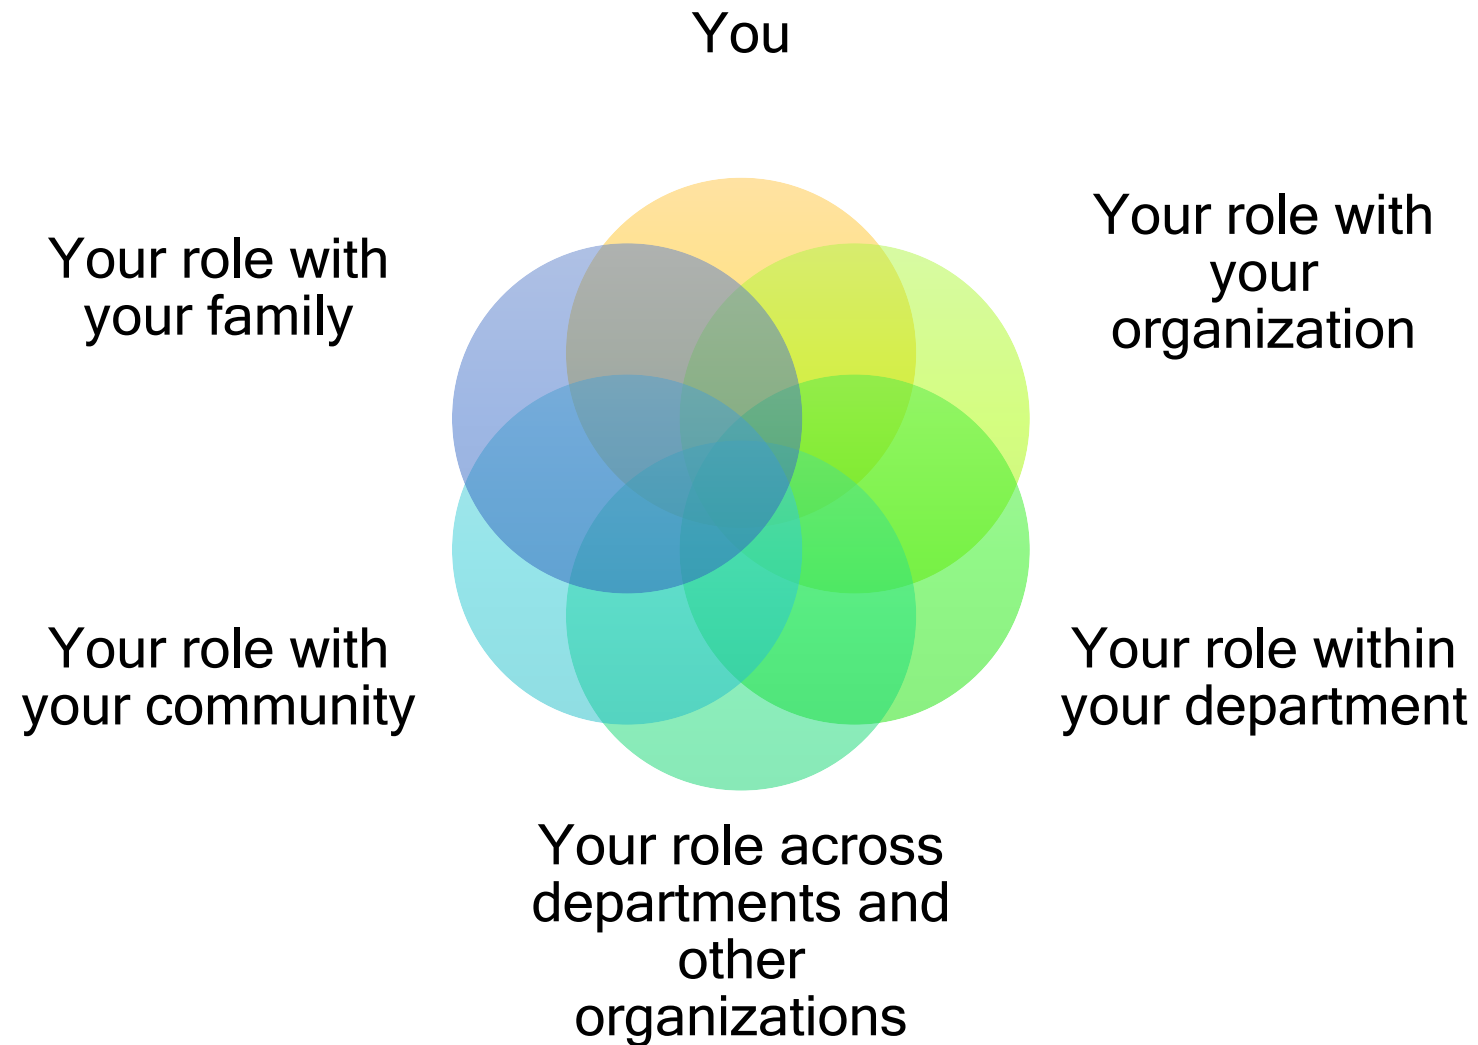 You
Your role with
your
organization
Your role within
your department
Your role across
departments and
other
organizations
Your role with
your community
Your role with
your family